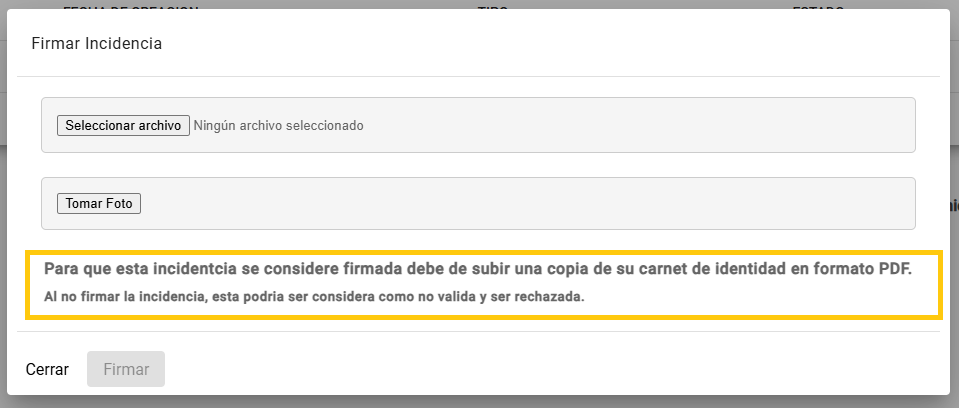 Firmar Incidencia
Seleccionar archivo Ningún archivo seleccionado
Tomar Foto
Para que esta incidentcia se considere firmada debe de subir una copia de su carnet de identidad en formato PDF.
Al no firmar la incidencia, esta podria ser considera como no valida y ser rechazada.
Cerrar Firmar